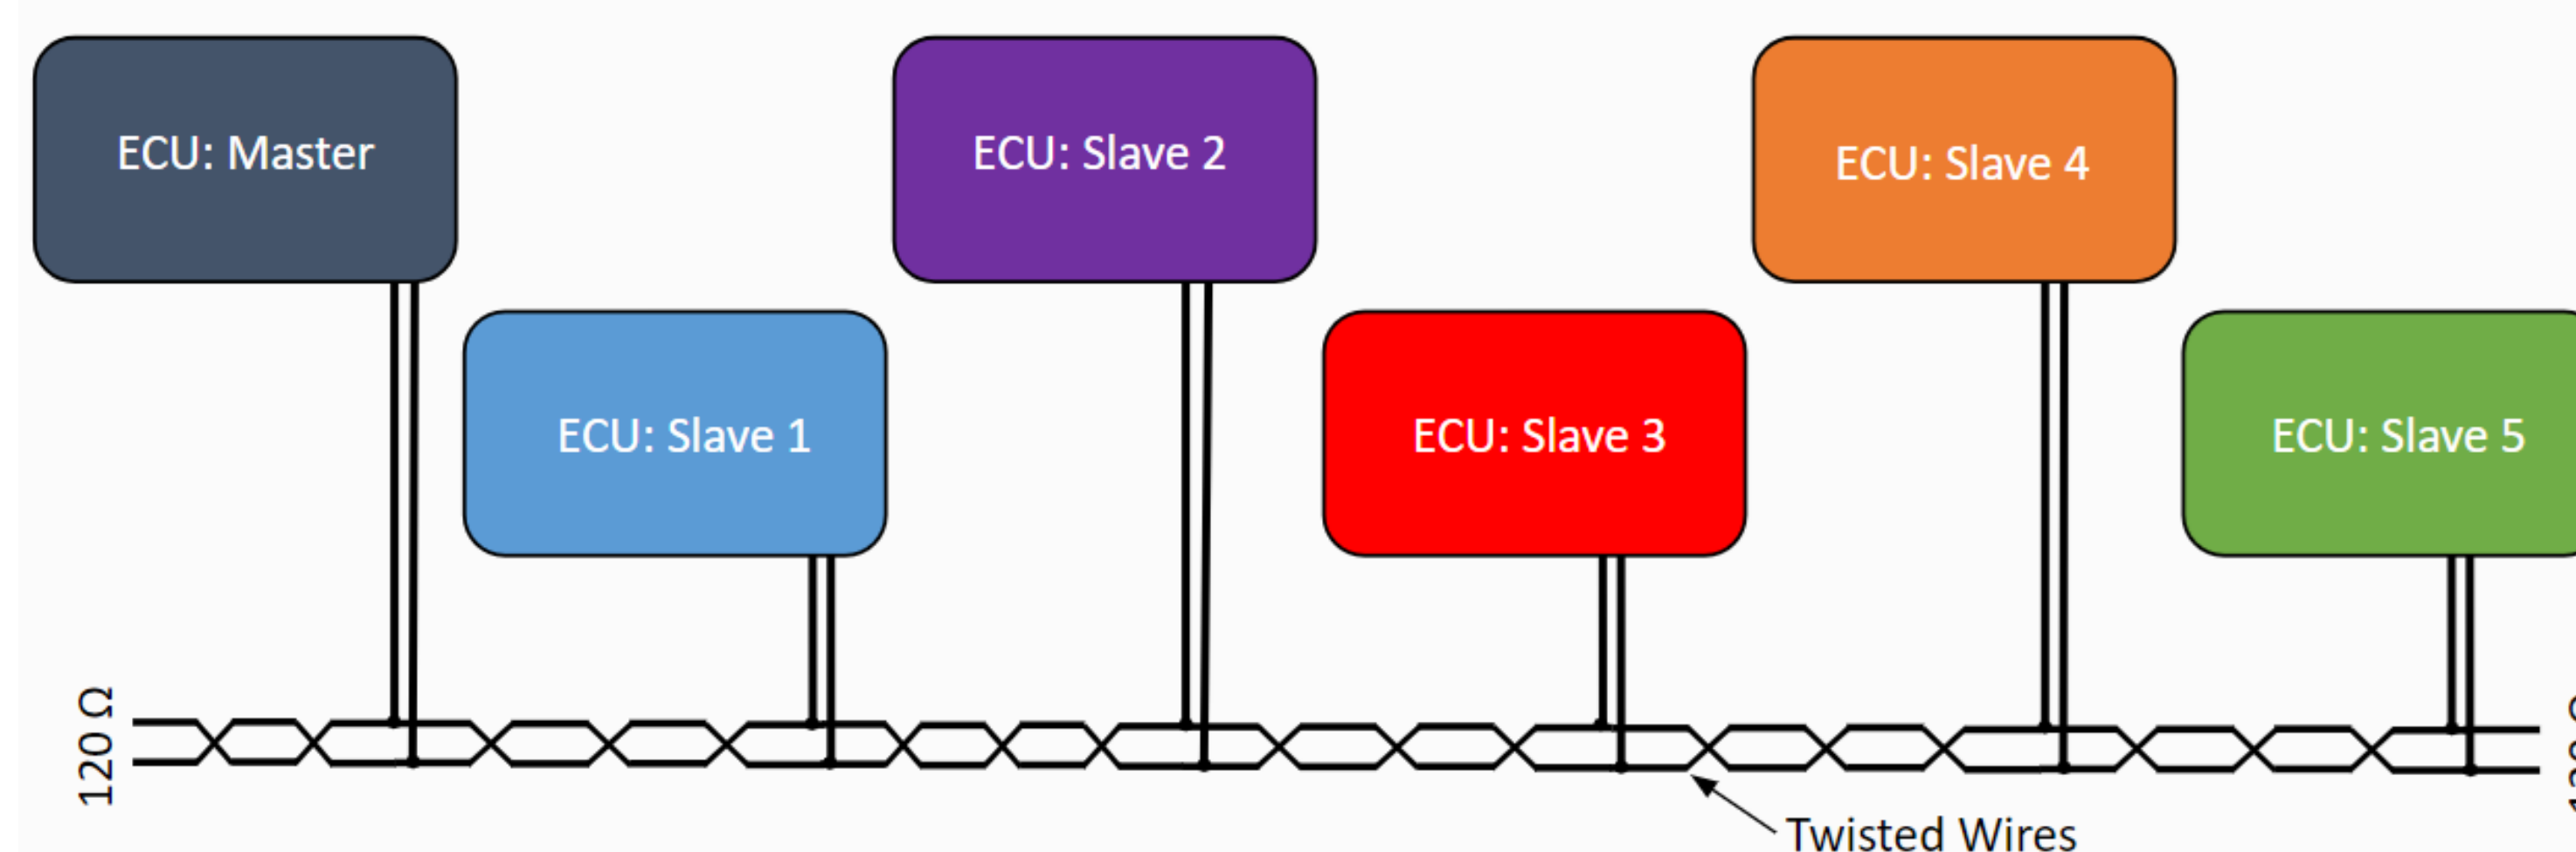 ECU: Master
ECU: Slave 2
ECU: Slave 4
ECU: Slave 1
ECU: Slave 3
ECU: Slave 5
120 Ω
Twisted Wires